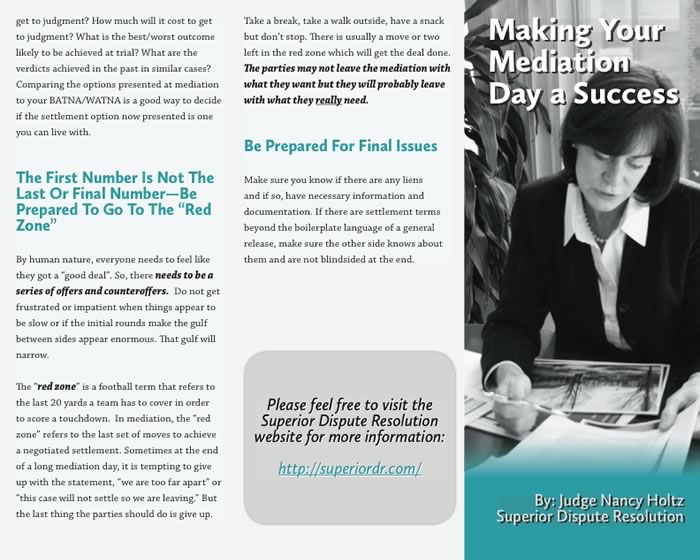 get to judgment? How much will it cost to get
to judgment? What is the best/worst outcome
likely to be achieved at trial? What are the
verdicts achieved in the past in similar cases?
Comparing the options presented at mediation
to your BATNA/WATNA is a good way to decide
if the settlement option now presented is one
you can live with.
The First Number Is Not The
Last Or Final Number—Be
Prepared To Go To The “Red
Zone”
By human nature, everyone needs to feel like
they got a “good deal”. So, there needs to be a
series of offers and counteroffers. Do not get
frustrated or impatient when things appear to
be slow or if the initial rounds make the gulf
between sides appear enormous. That gulf will
narrow.
The “red zone” is a football term that refers to
the last 20 yards a team has to cover in order
to score a touchdown. In mediation, the “red
zone” refers to the last set of moves to achieve
a negotiated settlement. Sometimes at the end
of a long mediation day, it is tempting to give
up with the statement, “we are too far apart” or
“this case will not settle so we are leaving.” But
the last thing the parties should do is give up.
Take a break, take a walk outside, have a snack
but don’t stop. There is usually a move or two
left in the red zone which will get the deal done.
The parties may not leave the mediation with
what they want but they will probably leave
with what they really need.
Be Prepared For Final Issues
Make sure you know if there are any liens
and if so, have necessary information and
documentation. If there are settlement terms
beyond the boilerplate language of a general
release, make sure the other side knows about
them and are not blindsided at the end.
Please feel free to visit the
Superior Dispute Resolution
website for more information:
http://superiordr.com/
Making Your
Mediation
Day a Success
By: Judge Nancy Holtz
Superior Dispute Resolution